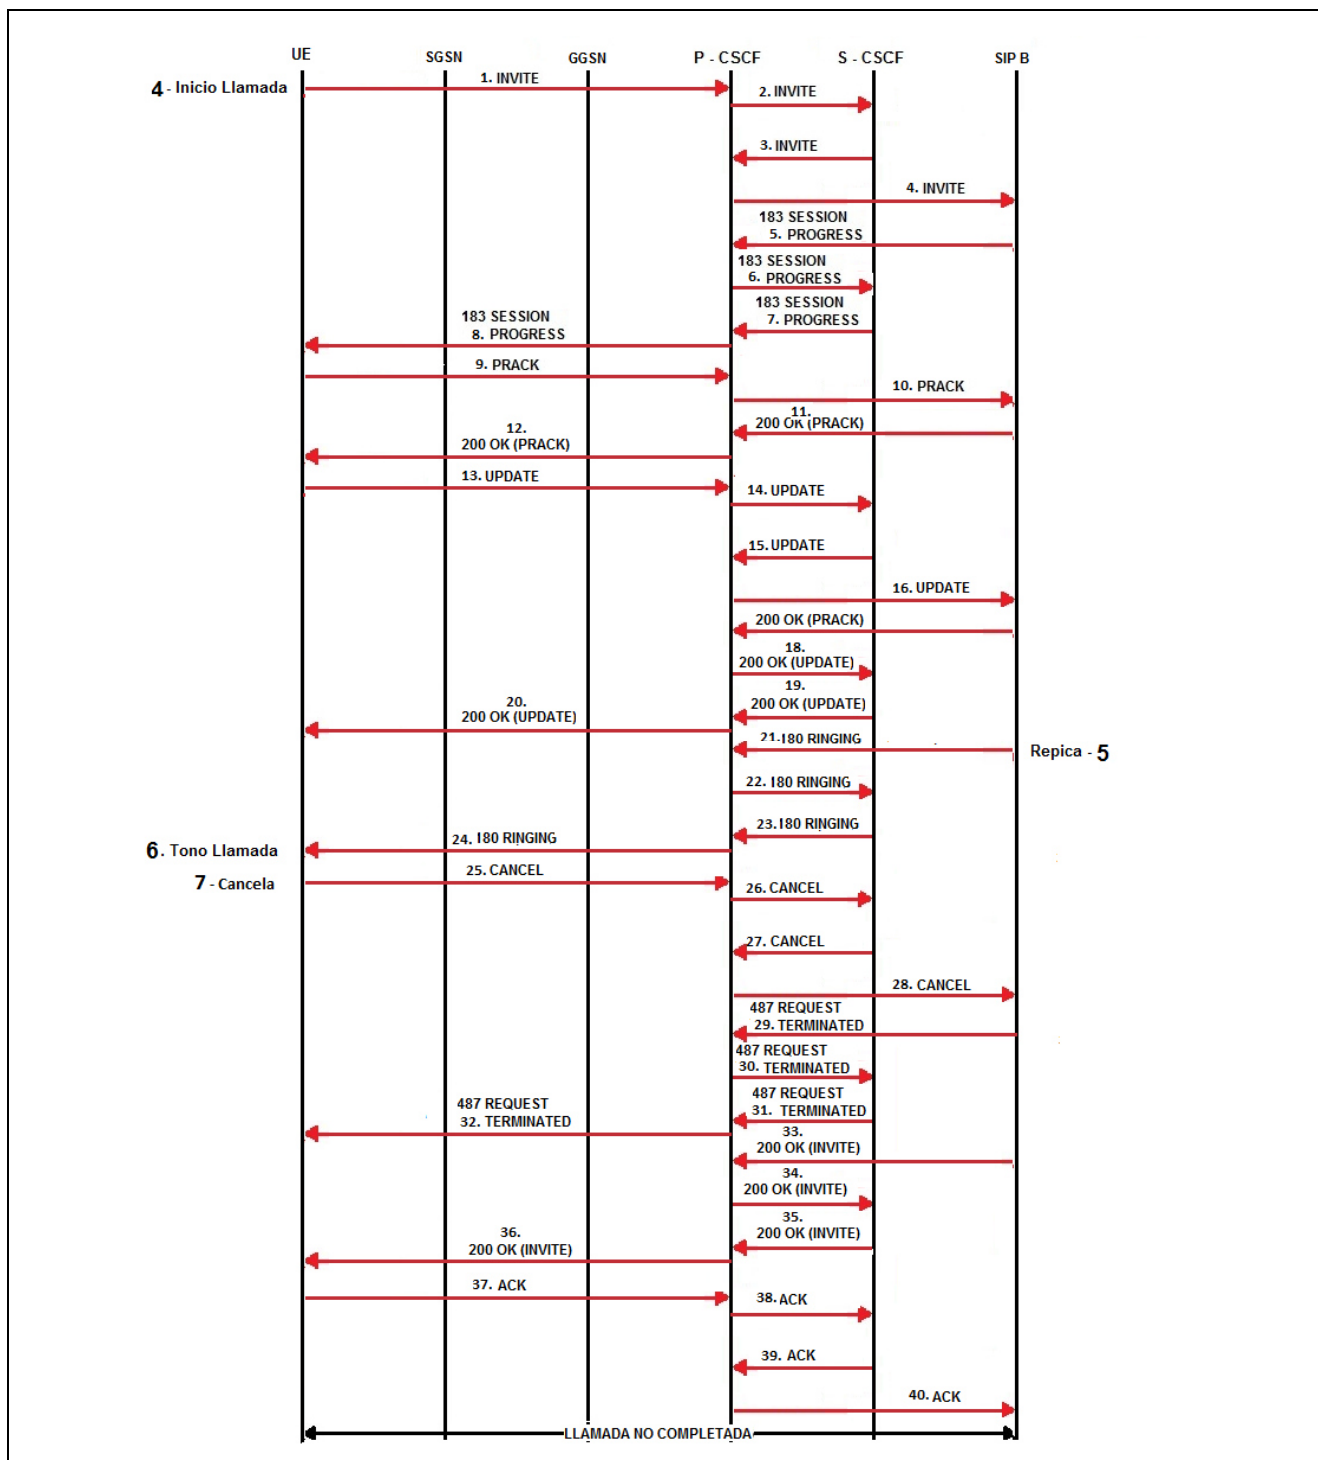 UE SGSN GGSN P - CSCF S - CSCF SIP B
4 - Inicio Llamada
1. INVITE
2. INVITE
3. INVITE
4. INVITE
183 SESSION
5. PROGRESS
183 SESSION
6. PROGRESS
183 SESSION
7. PROGRESS
183 SESSION
8. PROGRESS
9. PRACK
10. PRACK
11.
200 OK (PRACK)
12.
200 OK (PRACK)
13. UPDATE
14. UPDATE
15. UPDATE
16. UPDATE
200 OK (PRACK)
18.
200 OK (UPDATE)
19.
200 OK (UPDATE)
20.
200 OK (UPDATE)
21.180 RINGING
Repica - 5
22. 180 RINGING
23.180 RINGING
24. 180 RINGING
6. Tono Llamada
25. CANCEL
7 - Cancela
26. CANCEL
27. CANCEL
28. CANCEL
487 REQUEST
29. TERMINATED
487 REQUEST
30. TERMINATED
487 REQUEST
31. TERMINATED
487 REQUEST
32. TERMINATED
33.
200 OK (INVITE)
34.
200 OK (INVITE)
35.
200 OK (INVITE)
36.
200 OK (INVITE)
37. ACK
38. ACK
39. ACK
40. ACK
LLAMADA NO COMPLETADA